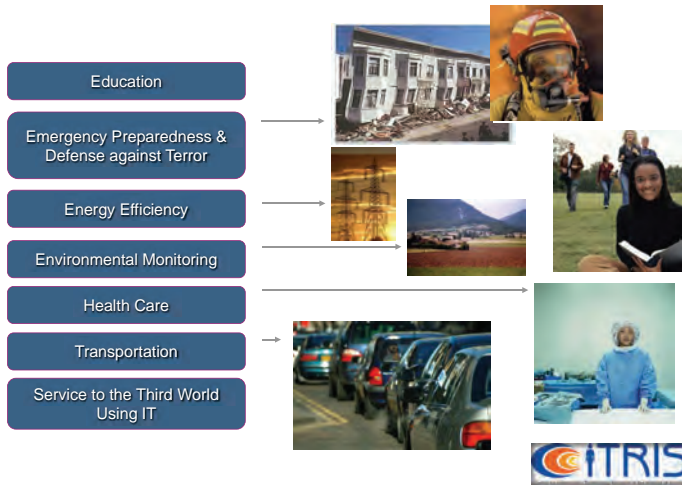 Education
Emergency Preparedness &
Defense against Terror
Energy Efficiency
Environmental Monitoring
Health Care
Transportation
Service to the Third World
Using IT
CiTRIS